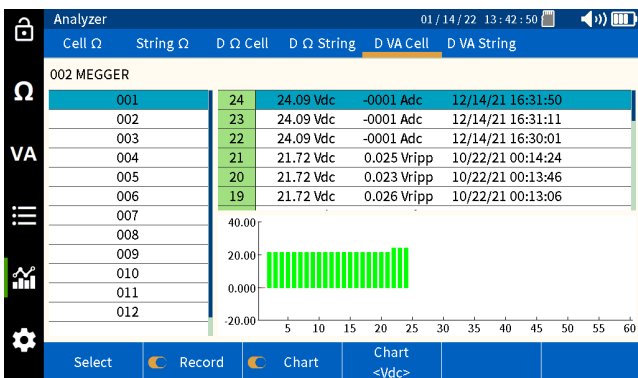 Analyzer 01/14/22 13:42:50
Cell Ω String Ω D Ω Cell D Ω String D VA Cell D VA String
002 MEGGER
Ω
VA
001
002
003
004
005
006
007
008
009
010
011
012
24 24.09 Vdc -0001 Adc 12/14/21 16:31:50
23 24.09 Vdc -0001 Adc 12/14/21 16:31:11
22 24.09 Vdc -0001 Adc 12/14/21 16:30:01
21 21.72 Vdc 0.025 Vripp 10/22/21 00:14:24
20 21.72 Vdc 0.023 Vripp 10/22/21 00:13:46
19 21.72 Vdc 0.026 Vripp 10/22/21 00:13:06
40.00
20.00
0.000
-20.00
5 10 15 20 25 30 35 40 45 50 55 60
Select Record Chart Chart
<Vdc>